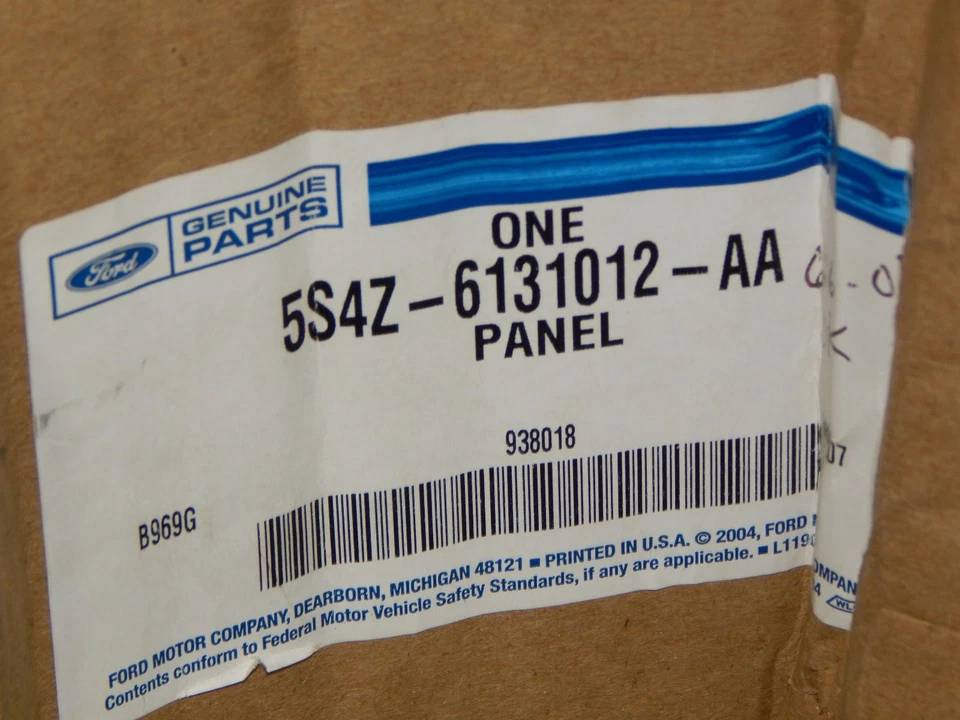 Ford
GENUINE
PARTS
ONE
5S4Z-6131012-AA
PANEL
938018
07
B969G
FORD MOTOR COMPANY, DEARBORN, MICHIGAN 48121 ■ PRINTED IN U.S.A. © 2004, FORD
Contents conform to Federal Motor Vehicle Safety Standards, if any are applicable. ■